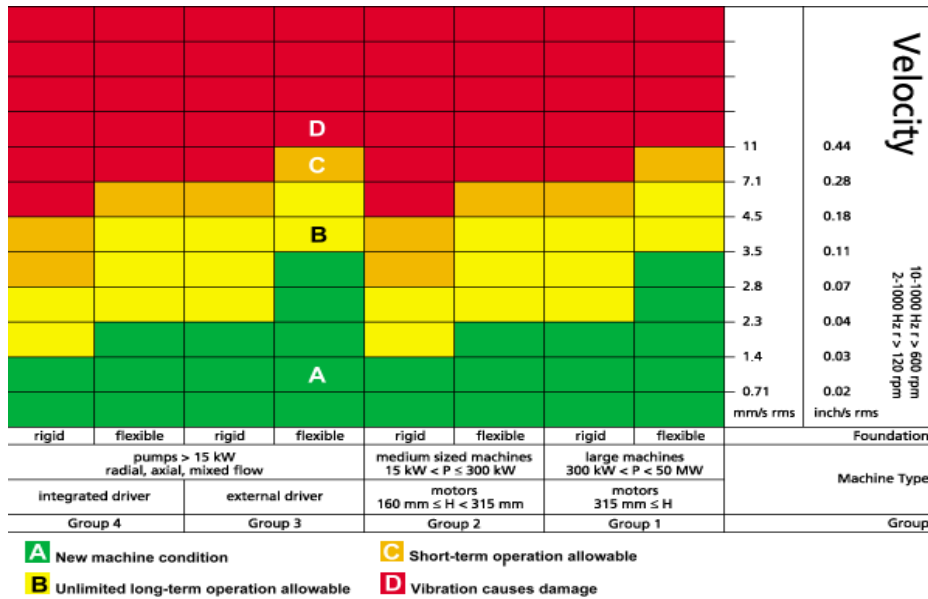 Velocity
D
11 0.44
C
7.1 0.28
4.5 0.18
B
3.5 0.11
2.8 0.07
2.3 0.04
10-1000 Hz r > 600 rpm
2-1000 Hz r > 120 rpm
1.4 0.03
A
0.71 0.02
mm/s rms inch/s rms
rigid flexible rigid flexible rigid flexible rigid flexible Foundation
pumps > 15 kW
radial, axial, mixed flow
medium sized machines
15 kW < P ≤ 300 kW
large machines
300 kW < P < 50 MW
Machine Type
integrated driver external driver
motors
160 mm ≤ H < 315 mm
motors
315 mm ≤ H
Group 4 Group 3 Group 2 Group 1 Group
A New machine condition
C Short-term operation allowable
B Unlimited long-term operation allowable
D Vibration causes damage